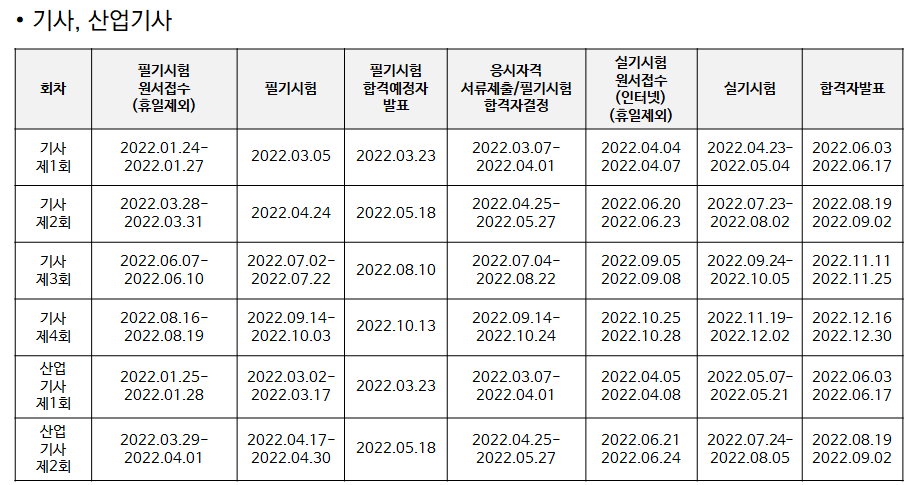 • 기사, 산업기사
회차
필기시험
원서접수
(휴일제외)
필기시험
필기시험
합격예정자
발표
응시자격
서류제출/필기시험
합격자결정
실기시험
원서접수
(인터넷)
(휴일제외)
실기시험
합격자발표
기사
제1회
2022.01.24-
2022.01.27
2022.03.05
2022.03.23
2022.03.07-
2022.04.01
2022.04.04
2022.04.07
2022.04.23-
2022.05.04
2022.06.03
2022.06.17
기사
제2회
2022.03.28-
2022.03.31
2022.04.24
2022.05.18
2022.04.25-
2022.05.27
2022.06.20
2022.06.23
2022.07.23-
2022.08.02
2022.08.19
2022.09.02
기사
제3회
2022.06.07-
2022.06.10
2022.07.02-
2022.07.22
2022.08.10
2022.07.04-
2022.08.22
2022.09.05
2022.09.08
2022.09.24-
2022.10.05
2022.11.11
2022.11.25
기사
제4회
2022.08.16-
2022.08.19
2022.09.14-
2022.10.03
2022.10.13
2022.09.14-
2022.10.24
2022.10.25
2022.10.28
2022.11.19-
2022.12.02
2022.12.16
2022.12.30
산업
기사
제1회
2022.01.25-
2022.01.28
2022.03.02-
2022.03.17
2022.03.23
2022.03.07-
2022.04.01
2022.04.05
2022.04.08
2022.05.07-
2022.05.21
2022.06.03
2022.06.17
산업
기사
제2회
2022.03.29-
2022.04.01
2022.04.17-
2022.04.30
2022.05.18
2022.04.25-
2022.05.27
2022.06.21
2022.06.24
2022.07.24-
2022.08.05
2022.08.19
2022.09.02